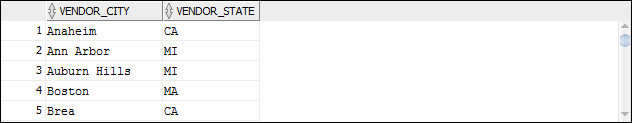 VENDOR_CITY VENDOR_STATE
1 Anaheim CA
2 Ann Arbor MI
3 Auburn Hills MI
4 Boston MA
5 Brea CA